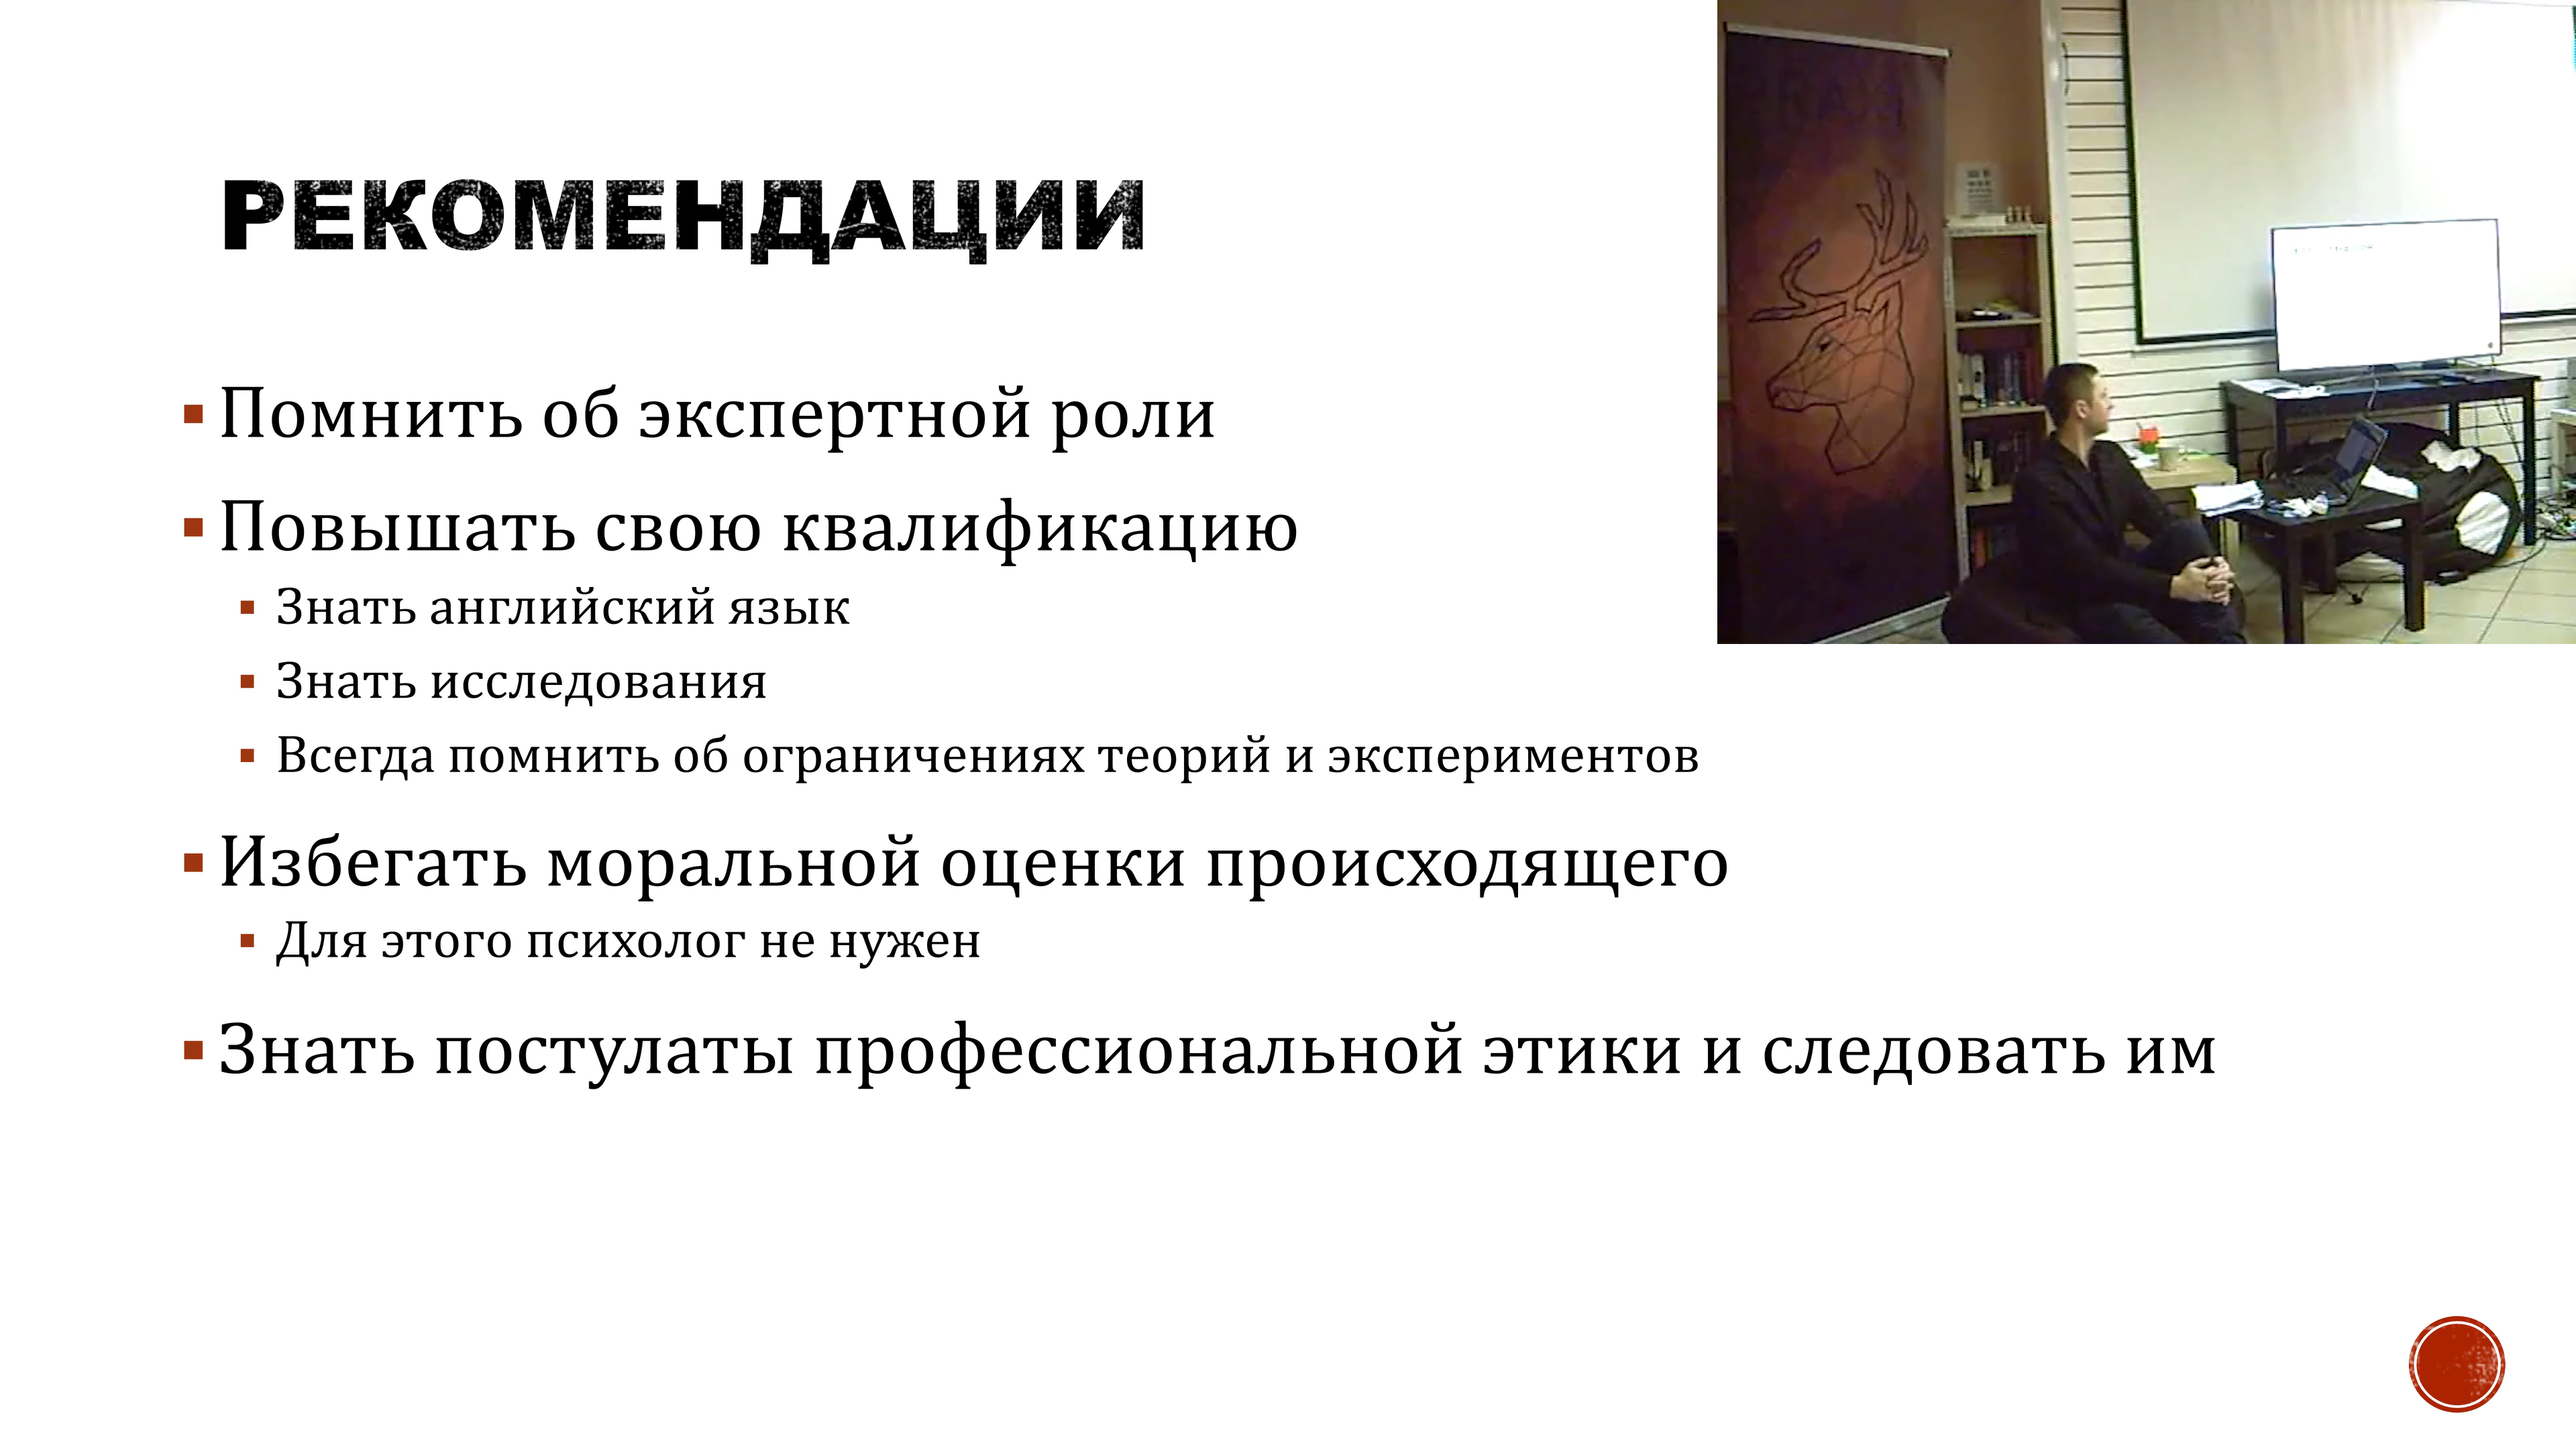 РЕКОМЕНДАЦИИ
Помнить об экспертной роли
Повышать свою квалификацию
Знать английский язык
Знать исследования
Всегда помнить об ограничениях теорий и экспериментов
Избегать моральной оценки происходящего
Для этого психолог не нужен
Знать постулаты профессиональной этики и следовать им